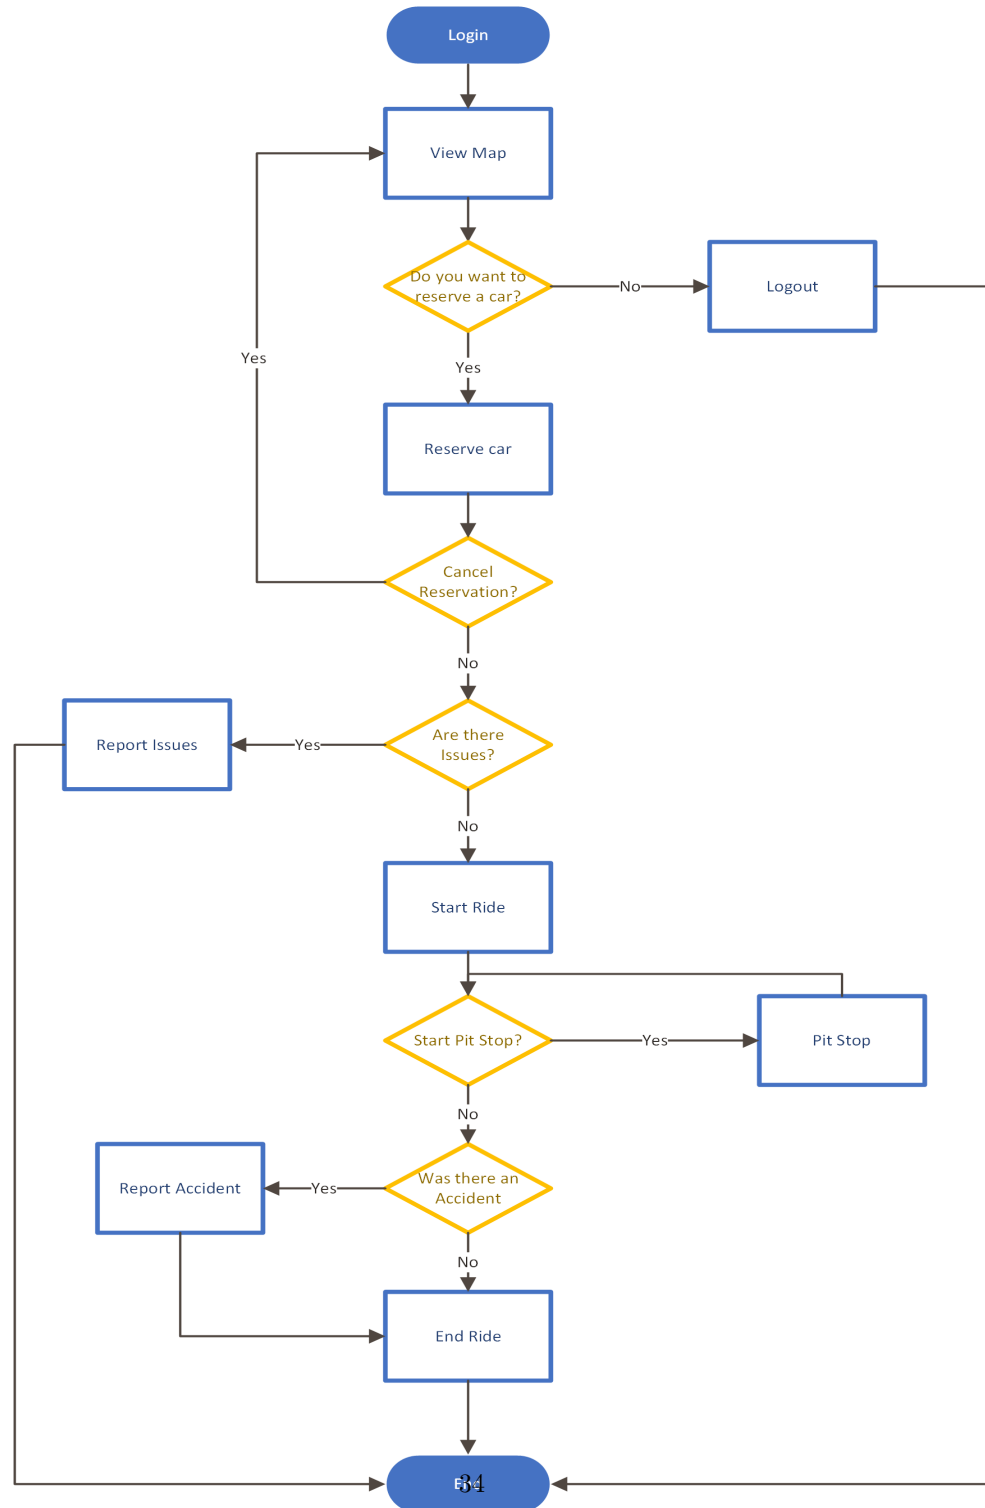 Login
View Map
Do you want to
reserve a car?
No
Logout
Yes
Yes
Reserve car
Cancel
Reservation?
No
Report Issues
Yes
Are there
Issues?
No
Start Ride
Start Pit Stop?
Yes
Pit Stop
No
Report Accident
Yes
Was there an
Accident
No
End Ride
34